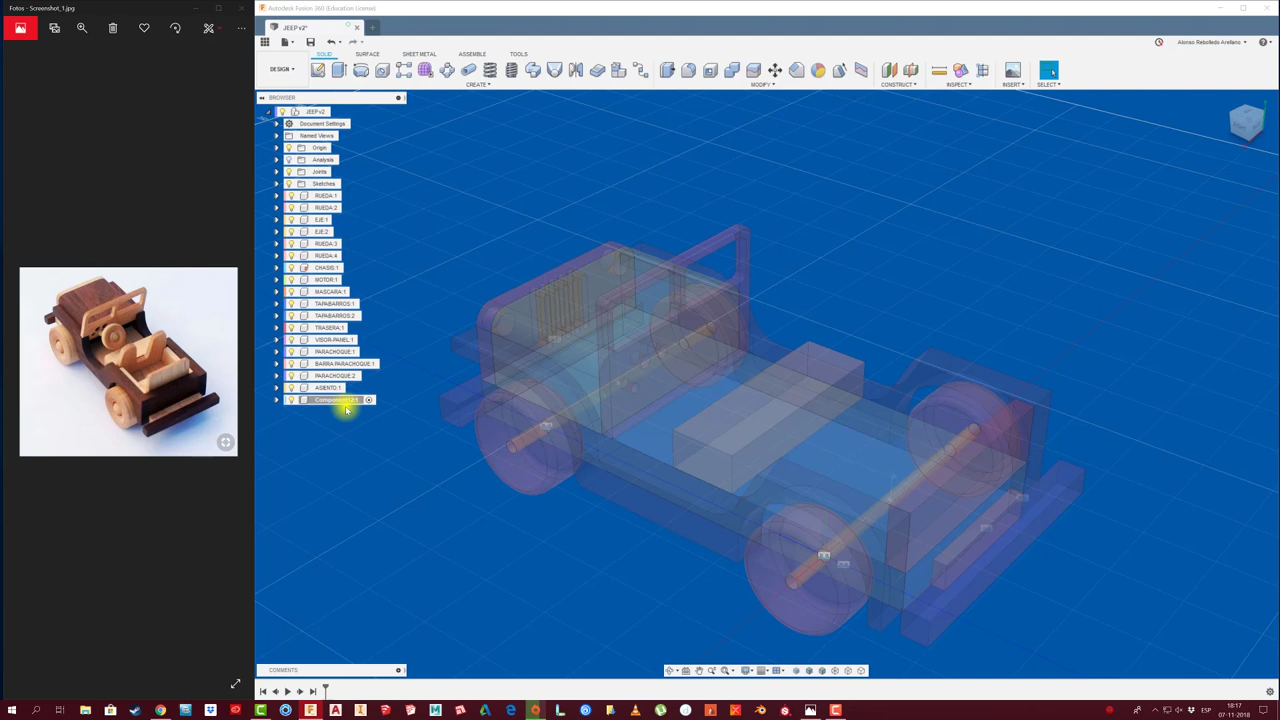 Fotos - Screenshot_1.jpg
Autodesk Fusion 360 (Education License)
JEEP v2*
Alonso Rebolledo Arellano
SOLID
SURFACE
SHEET METAL
ASSEMBLE
TOOLS
DESIGN
CREATE
MODIFY
CONSTRUCT
INSPECT
INSERT
SELECT
BROWSER
JEEP v2
Document Settings
Named Views
Origin
Analysis
Joints
Sketches
RUEDA:1
RUEDA:2
EJE:1
EJE:2
RUEDA:3
RUEDA:4
CHASIS:1
MOTOR:1
MASCARA:1
TAPABARROS:1
TAPABARROS:2
TRASERA:1
VISOR-PANEL:1
PARACHOQUE:1
BARRA PARACHOQUE:1
PARACHOQUE:2
ASIENTO:1
COMMENTS
ESP
18:17
07-11-2018